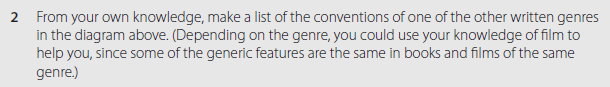 2 From your own knowledge, make a list of the conventions of one of the other written genres
in the diagram above. (Depending on the genre, you could use your knowledge of film to
help you, since some of the generic features are the same in books and films of the same
genre.)